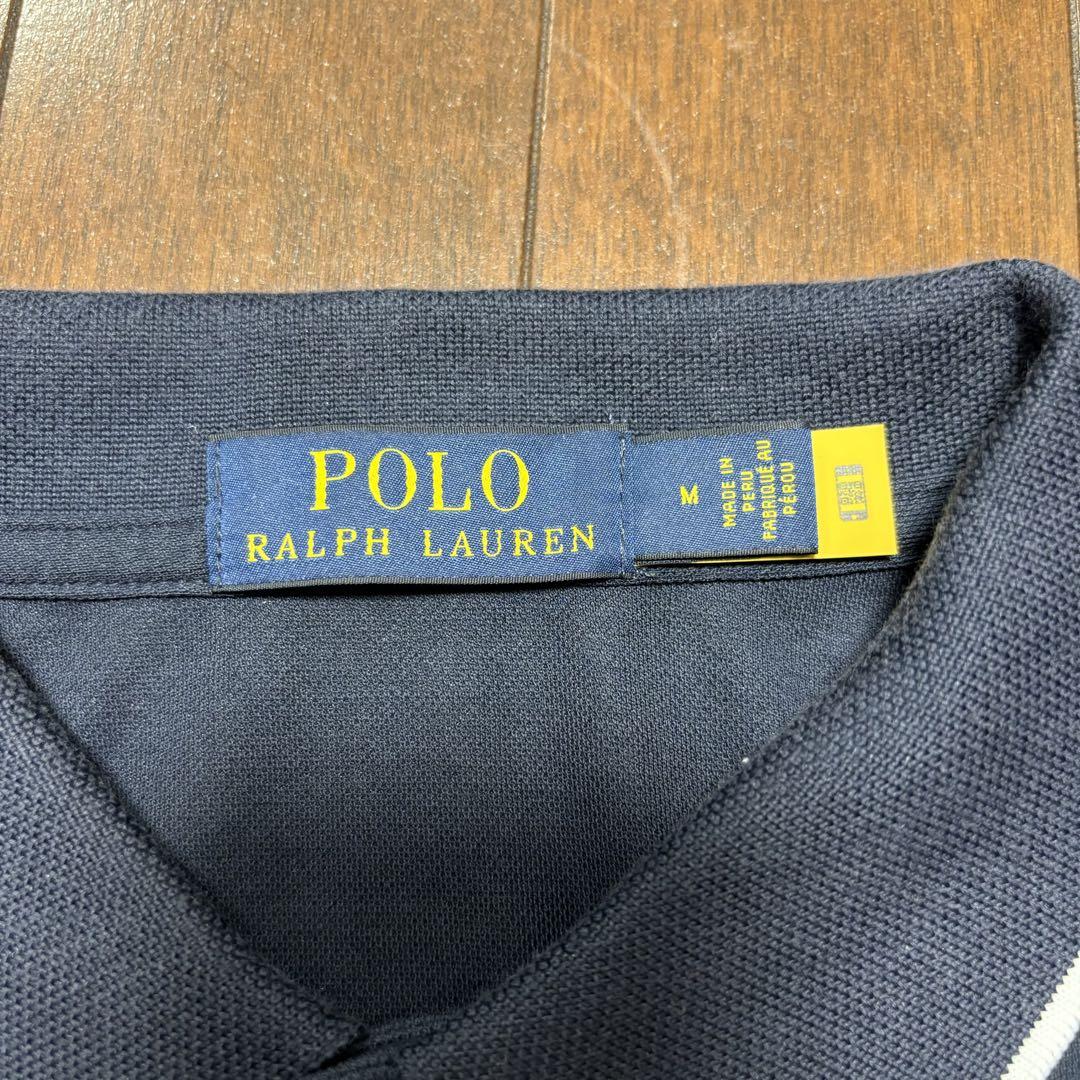 POLO
RALPH LAUREN
M
MADE IN
PERU
FABRIQUÉ AU
PÉROU